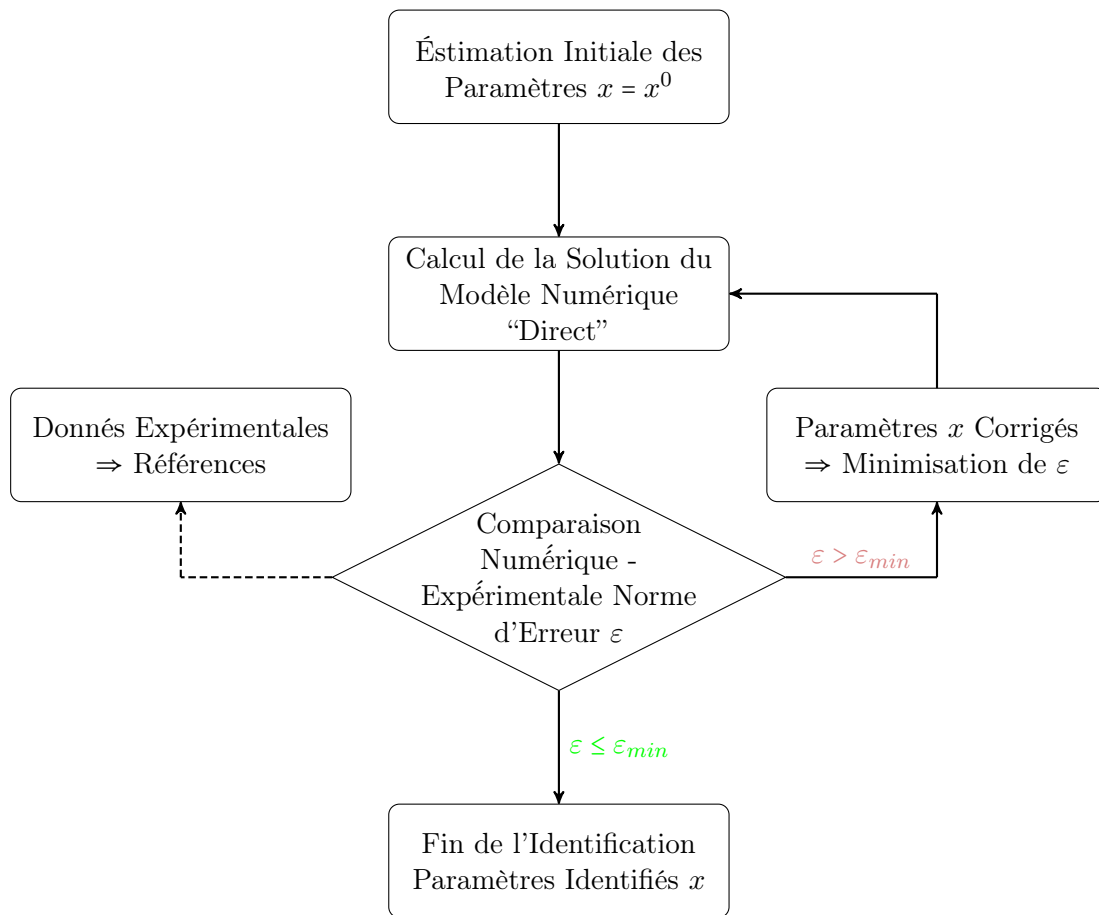 Éstimation Initiale des
Paramètres x = x⁰
Calcul de la Solution du
Modèle Numérique
“Direct”
Donnés Expérimentales
⇒ Références
Paramètres x Corrigés
⇒ Minimisation de ε
Comparaison
Numérique -
Expérimentale Norme
d'Erreur ε
ε > ε_min
ε ≤ ε_min
Fin de l'Identification
Paramètres Identifiés x